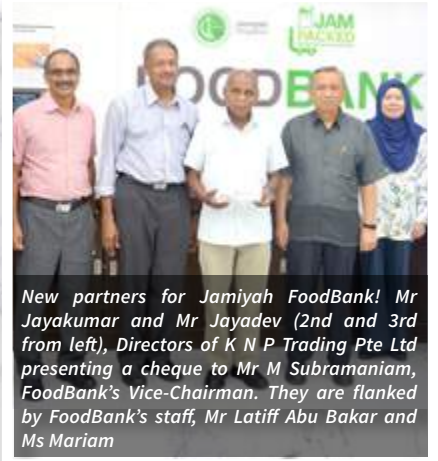 JAM
PACKED
FOODBANK
New partners for Jamiyah FoodBank! Mr
Jayakumar and Mr Jayadev (2nd and 3rd
from left), Directors of K N P Trading Pte Ltd
presenting a cheque to Mr M Subramaniam,
FoodBank's Vice-Chairman. They are flanked
by FoodBank's staff, Mr Latiff Abu Bakar and
Ms Mariam